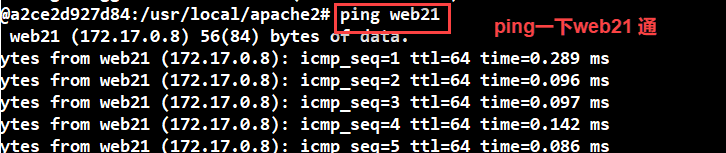 @a2ce2d927d84:/usr/local/apache2# ping web21
ping一下web21 通
web21 (172.17.0.8) 56(84) bytes of data.
ytes from web21 (172.17.0.8): icmp_seq=1 ttl=64 time=0.289 ms
ytes from web21 (172.17.0.8): icmp_seq=2 ttl=64 time=0.096 ms
ytes from web21 (172.17.0.8): icmp_seq=3 ttl=64 time=0.097 ms
ytes from web21 (172.17.0.8): icmp_seq=4 ttl=64 time=0.142 ms
ytes from web21 (172.17.0.8): icmp_seq=5 ttl=64 time=0.086 ms